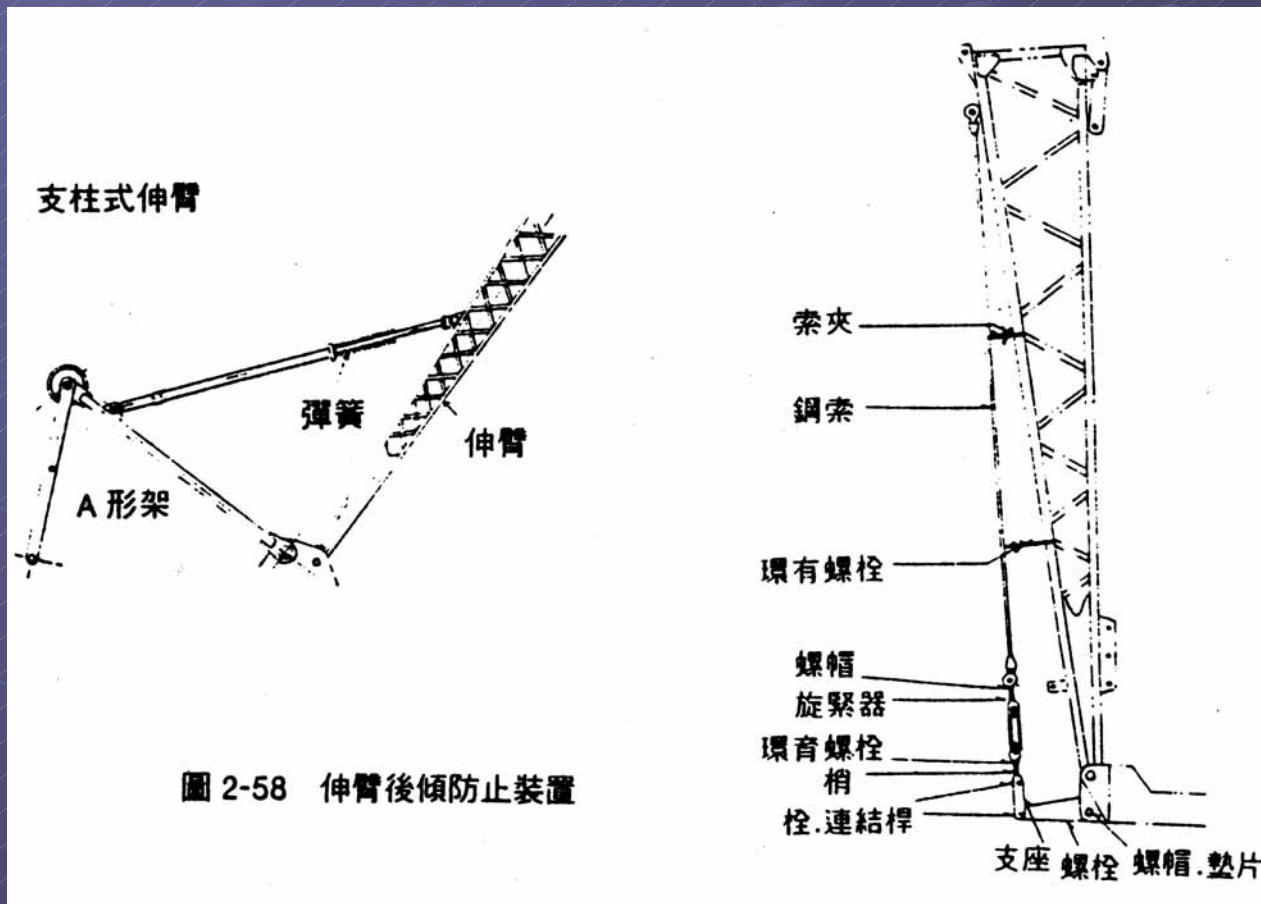 支柱式伸臂
彈簧
伸臂
A 形架
圖 2-58 伸臂後傾防止裝置
索夾
鋼索
環有螺栓
螺帽
旋緊器
環育螺栓
梢
栓.連結桿
支座
螺栓
螺帽.墊片